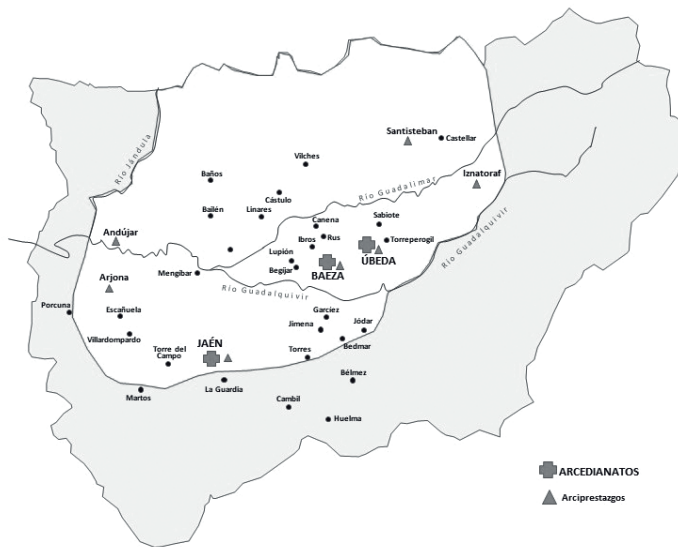 Santisteban
Castellar
Río Jándula
Vilches
Iznatoraf
Baños
Río Guadalimar
Cástulo
Bailén
Linares
Canena
Sabiote
Andújar
Rus
Ibros
Torreperogil
Lupión
ÚBEDA
Río Guadalquivir
Mengibar
Begíjar
BAEZA
Arjona
Río Guadalquivir
Porcuna
Escañuela
Garciez
Jimena
Jódar
Villardompardo
JAÉN
Bedmar
Torre del
Campo
Torres
Bélmez
La Guardia
Martos
Cambil
Huelma
ARCEDIANATOS
Arciprestazgos